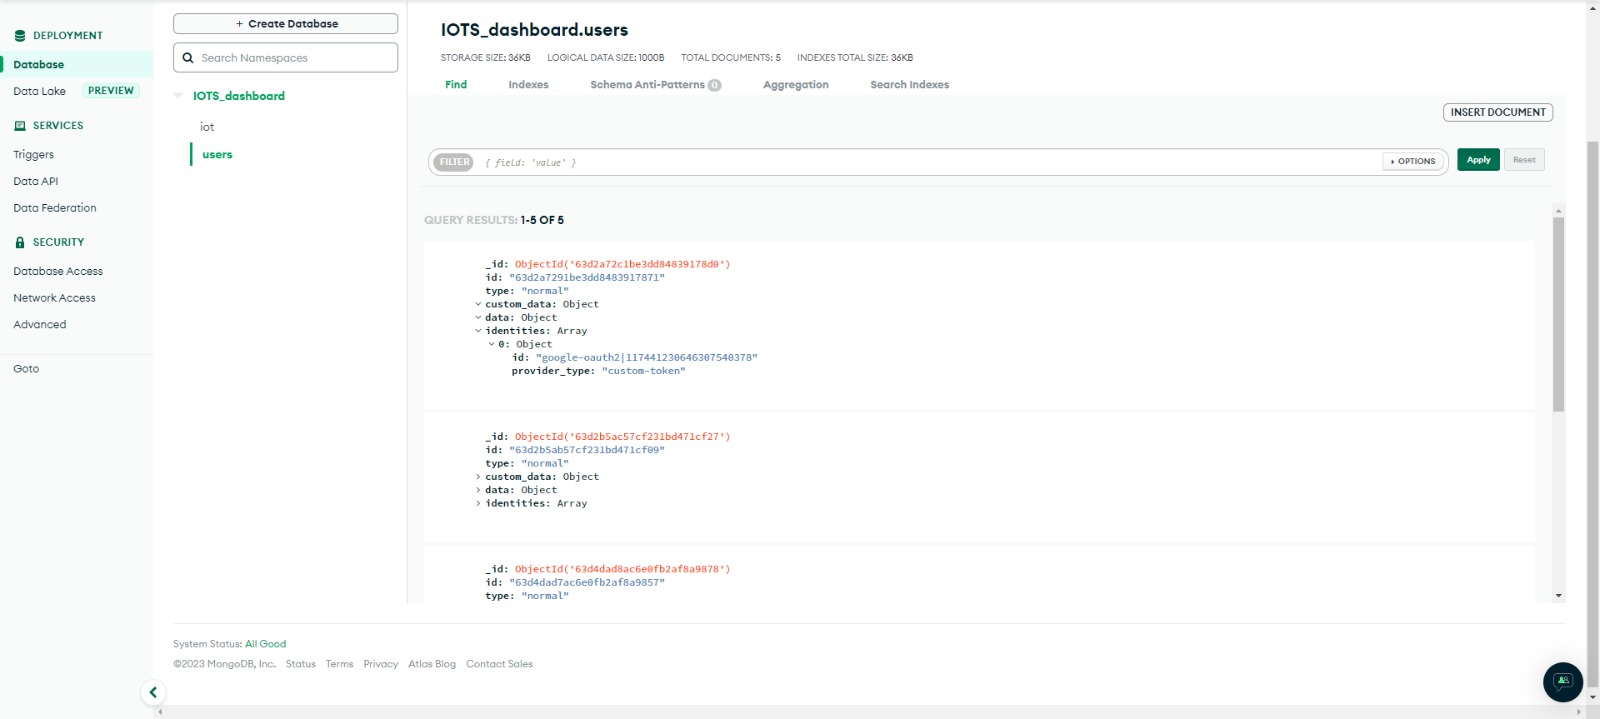 DEPLOYMENT
Database
Data Lake PREVIEW
SERVICES
Triggers
Data API
Data Federation
SECURITY
Database Access
Network Access
Advanced
Goto
+ Create Database
Search Namespaces
IOTS_dashboard
iot
users
IOTS_dashboard.users
STORAGE SIZE: 36KB LOGICAL DATA SIZE: 1000B TOTAL DOCUMENTS: 5 INDEXES TOTAL SIZE: 36KB
Find Indexes Schema Anti-Patterns 0 Aggregation Search Indexes
INSERT DOCUMENT
FILTER { field: 'value' } OPTIONS Apply Reset
QUERY RESULTS: 1-5 OF 5
_id: ObjectId('63d2a72c1be3dd84839178d0')
id: "63d2a7291be3dd8483917871"
type: "normal"
custom_data: Object
data: Object
identities: Array
0: Object
id: "google-oauth2|117441230646307540378"
provider_type: "custom-token"
_id: ObjectId('63d2b5ac57cf231bd471cf27')
id: "63d2b5ab57cf231bd471cf09"
type: "normal"
custom_data: Object
data: Object
identities: Array
_id: ObjectId('63d4dad8ac6e0fb2af8a9878')
id: "63d4dad7ac6e0fb2af8a9857"
type: "normal"
System Status: All Good
©2023 MongoDB, Inc. Status Terms Privacy Atlas Blog Contact Sales